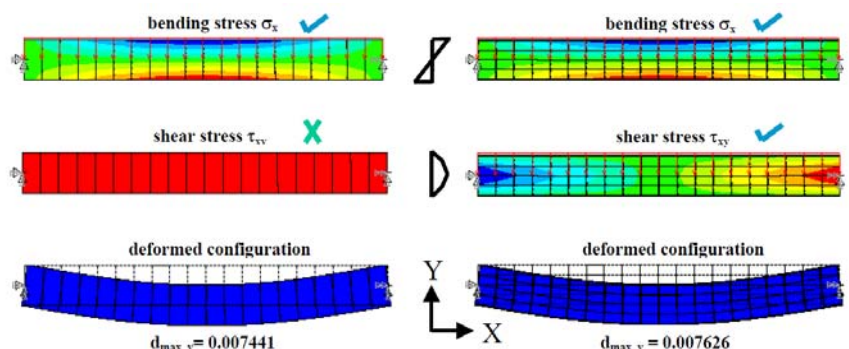 bending stress σx
bending stress σx
shear stress τxy
shear stress τxy
deformed configuration
deformed configuration
Y
X
dmax,y= 0.007441
dmax,y= 0.007626